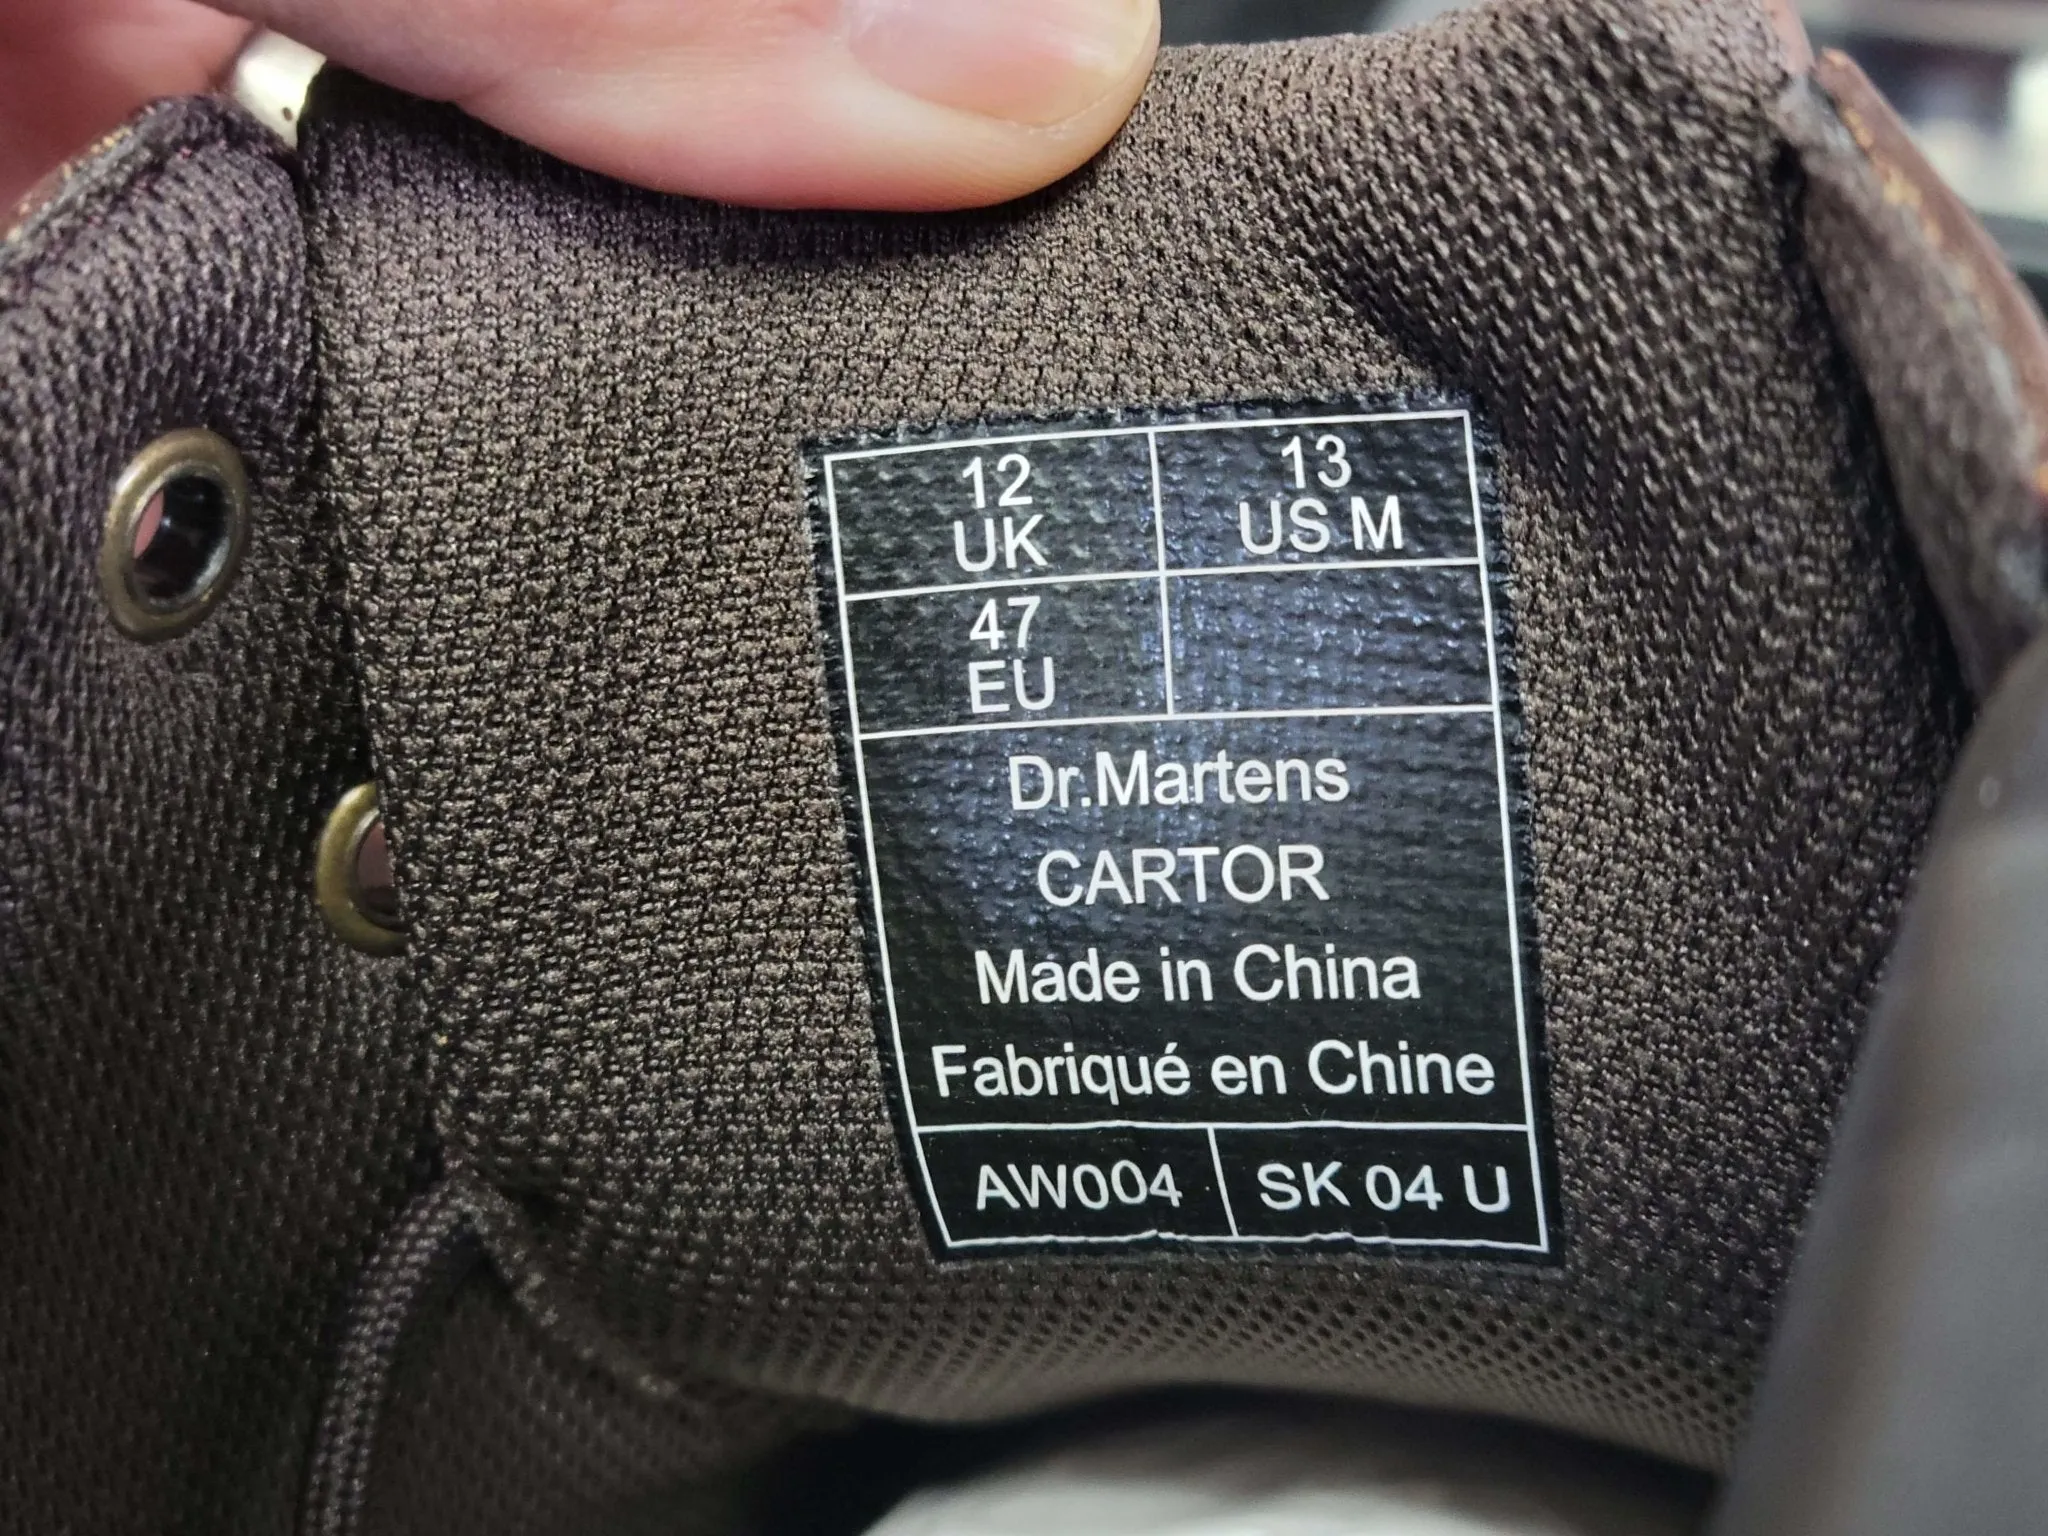 12
UK
13
US M
47
EU
Dr.Martens
CARTOR
Made in China
Fabriqué en Chine
AW004
SK 04 U